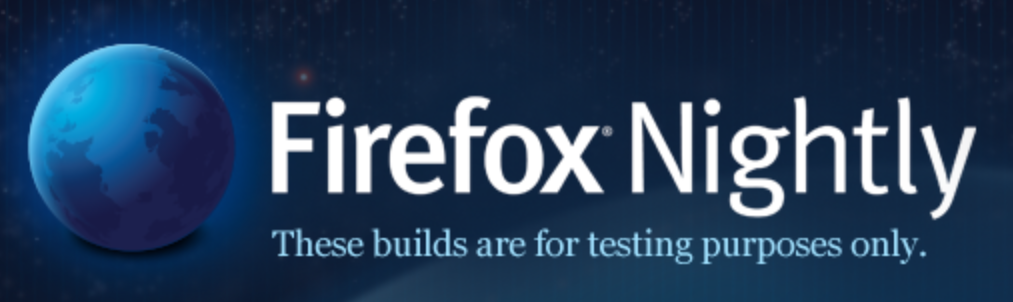 Firefox® Nightly
These builds are for testing purposes only.